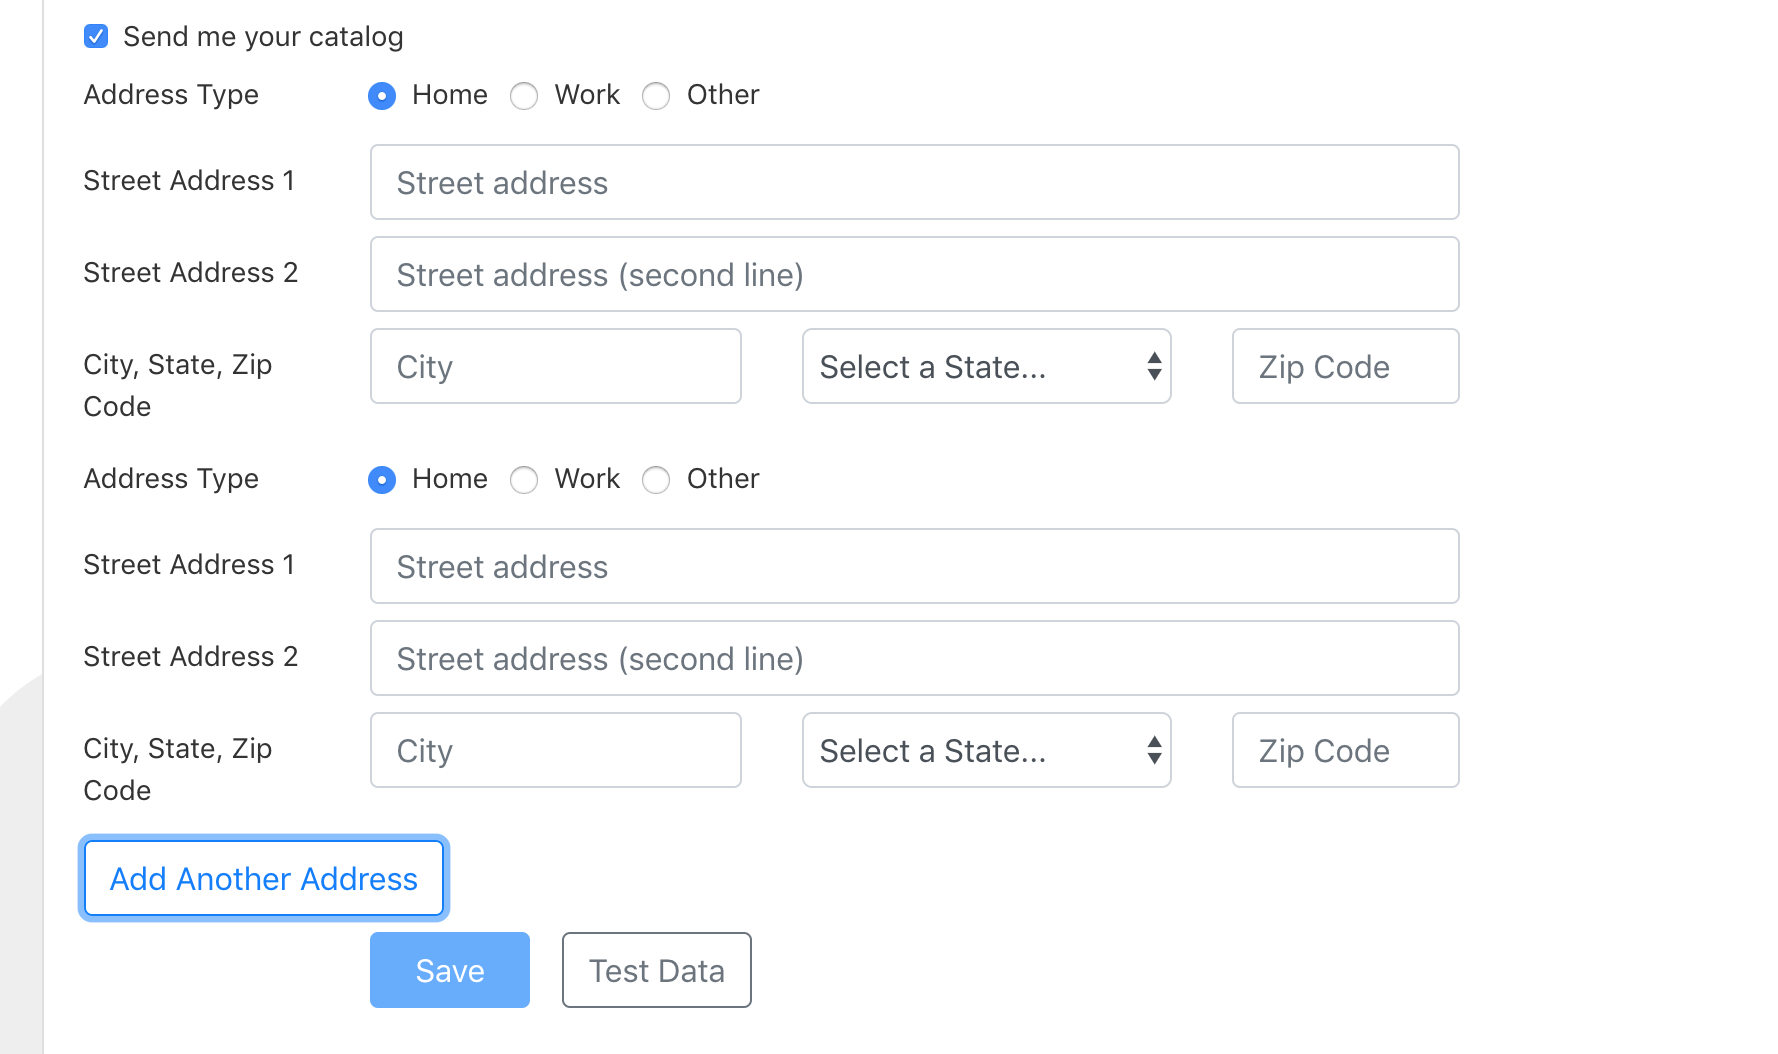 Send me your catalog
Address Type Home Work Other
Street Address 1 Street address
Street Address 2 Street address (second line)
City, State, Zip Code City Select a State... Zip Code
Address Type Home Work Other
Street Address 1 Street address
Street Address 2 Street address (second line)
City, State, Zip Code City Select a State... Zip Code
Add Another Address
Save Test Data